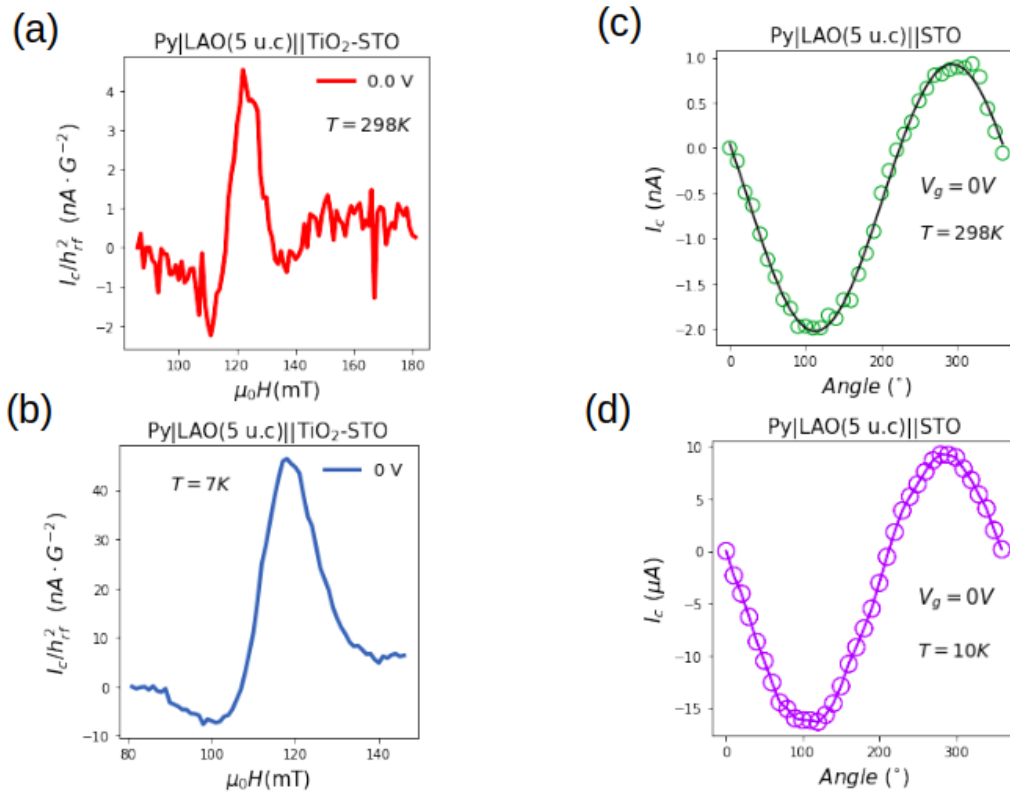 (a)
Py|LAO(5 u.c)||TiO₂-STO
0.0 V
T = 298K
I_c/h_rf² (nA · G⁻²)
4
3
2
1
0
−1
−2
100
120
140
160
180
μ₀H(mT)
(b)
Py|LAO(5 u.c)||TiO₂-STO
T = 7K
0 V
I_c/h_rf² (nA · G⁻²)
40
30
20
10
0
−10
80
100
120
140
μ₀H(mT)
(c)
Py|LAO(5 u.c)||STO
I_c (nA)
1.0
0.5
0.0
−0.5
−1.0
−1.5
−2.0
V_g = 0V
T = 298K
0
100
200
300
Angle (°)
(d)
Py|LAO(5 u.c)||STO
I_c (μA)
10
5
0
−5
−10
−15
V_g = 0V
T = 10K
0
100
200
300
Angle (°)